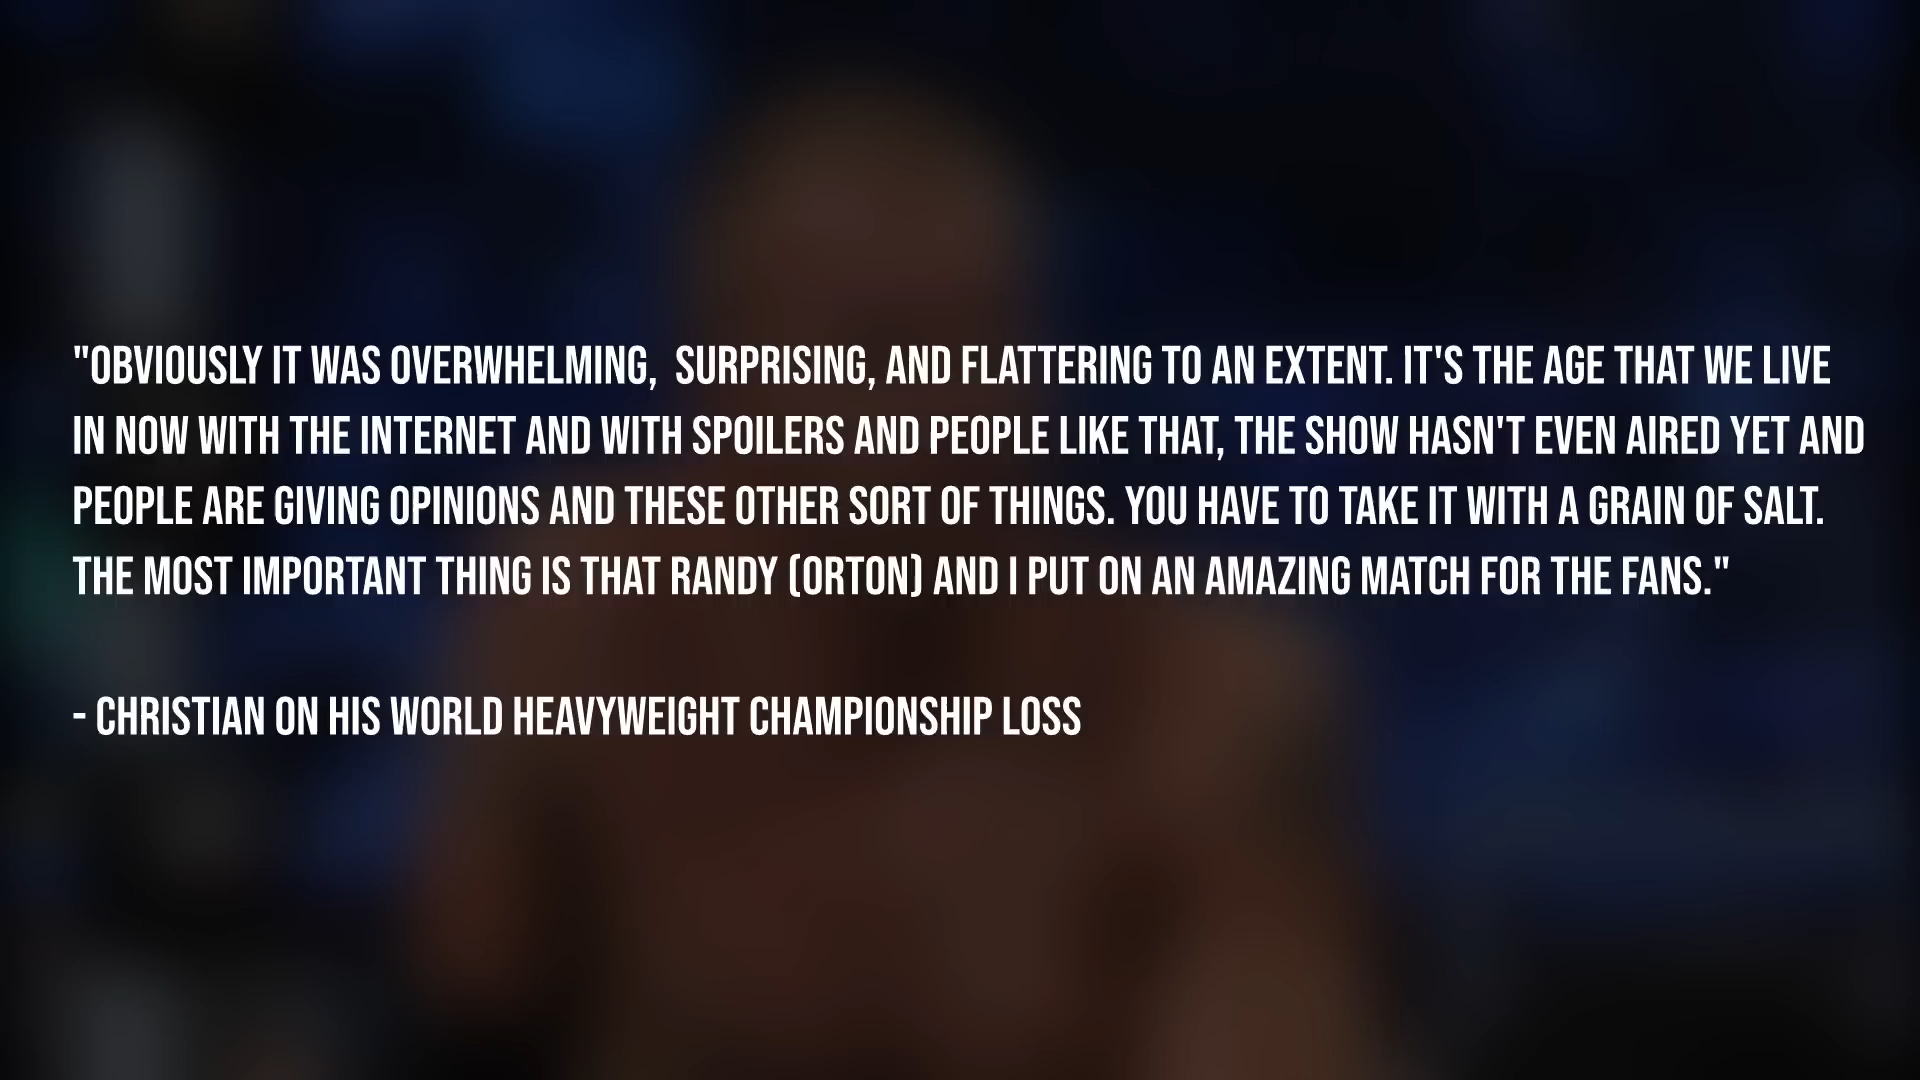 "OBVIOUSLY IT WAS OVERWHELMING,  SURPRISING, AND FLATTERING TO AN EXTENT. IT'S THE AGE THAT WE LIVE
IN NOW WITH THE INTERNET AND WITH SPOILERS AND PEOPLE LIKE THAT, THE SHOW HASN'T EVEN AIRED YET AND
PEOPLE ARE GIVING OPINIONS AND THESE OTHER SORT OF THINGS. YOU HAVE TO TAKE IT WITH A GRAIN OF SALT.
THE MOST IMPORTANT THING IS THAT RANDY (ORTON) AND I PUT ON AN AMAZING MATCH FOR THE FANS."
- CHRISTIAN ON HIS WORLD HEAVYWEIGHT CHAMPIONSHIP LOSS